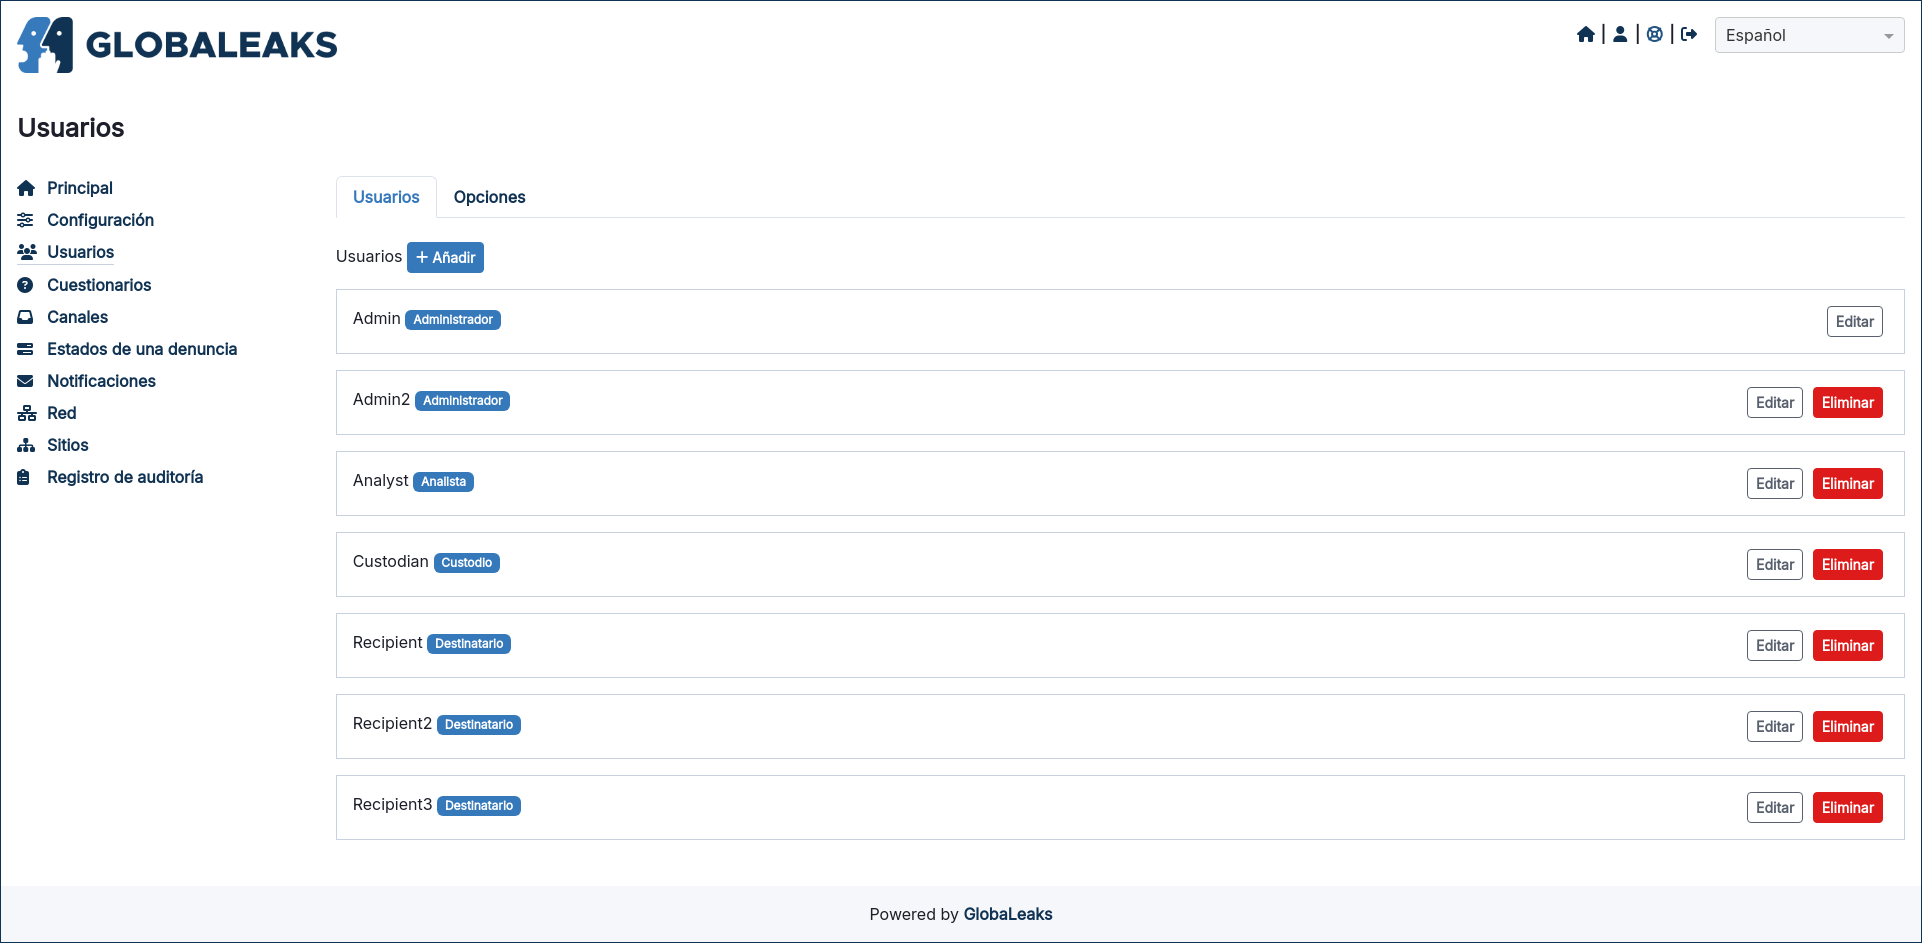 GLOBALEAKS
Español
Usuarios
Principal
Configuración
Usuarios
Cuestionarios
Canales
Estados de una denuncia
Notificaciones
Red
Sitios
Registro de auditoría
Usuarios Opciones
Usuarios + Añadir
Admin Administrador Editar
Admin2 Administrador Editar Eliminar
Analyst Analista Editar Eliminar
Custodian Custodio Editar Eliminar
Recipient Destinatario Editar Eliminar
Recipient2 Destinatario Editar Eliminar
Recipient3 Destinatario Editar Eliminar
Powered by GlobaLeaks